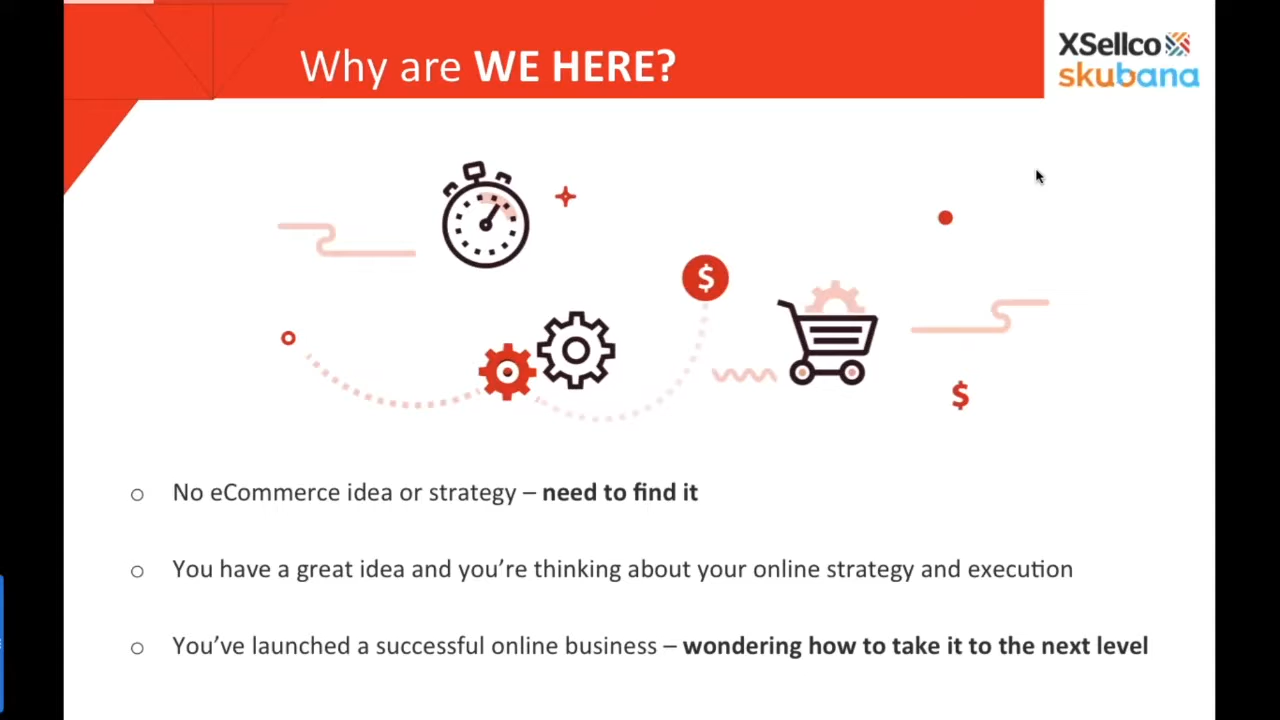 Why are WE HERE?
XSellco
skubana
$
$
o No eCommerce idea or strategy – need to find it
o You have a great idea and you’re thinking about your online strategy and execution
o You’ve launched a successful online business – wondering how to take it to the next level